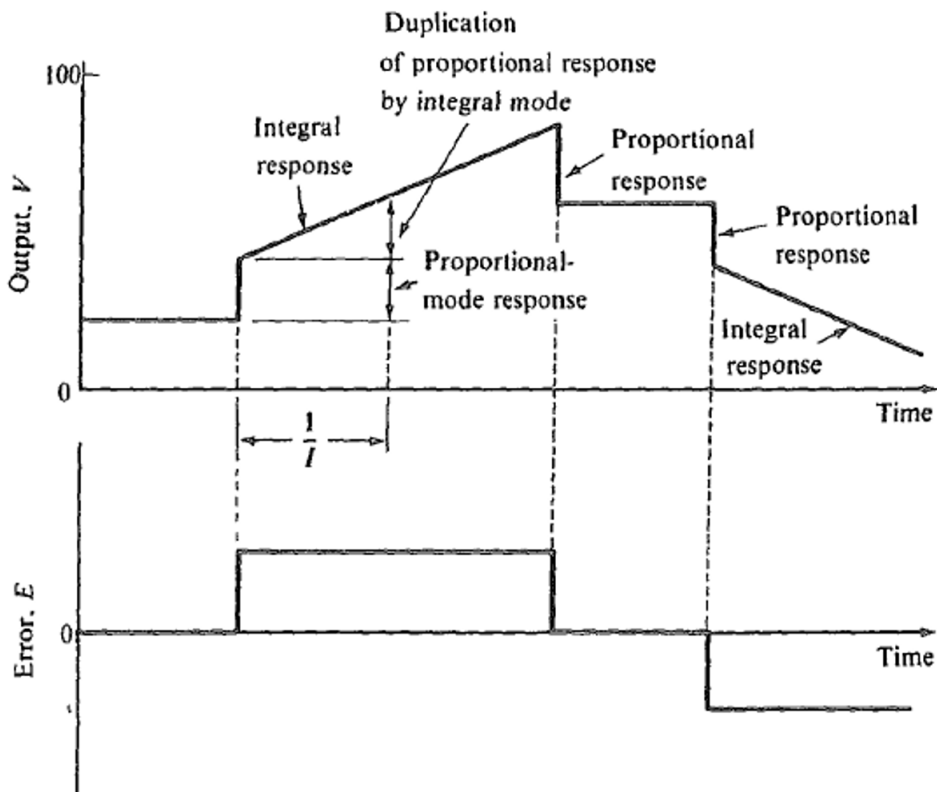 Duplication
of proportional response
by integral mode
100
Integral
response
Proportional
response
Output. V
Proportional
response
Proportional-
mode response
Integral
response
0
Time
1
I
Error. E
0
Time